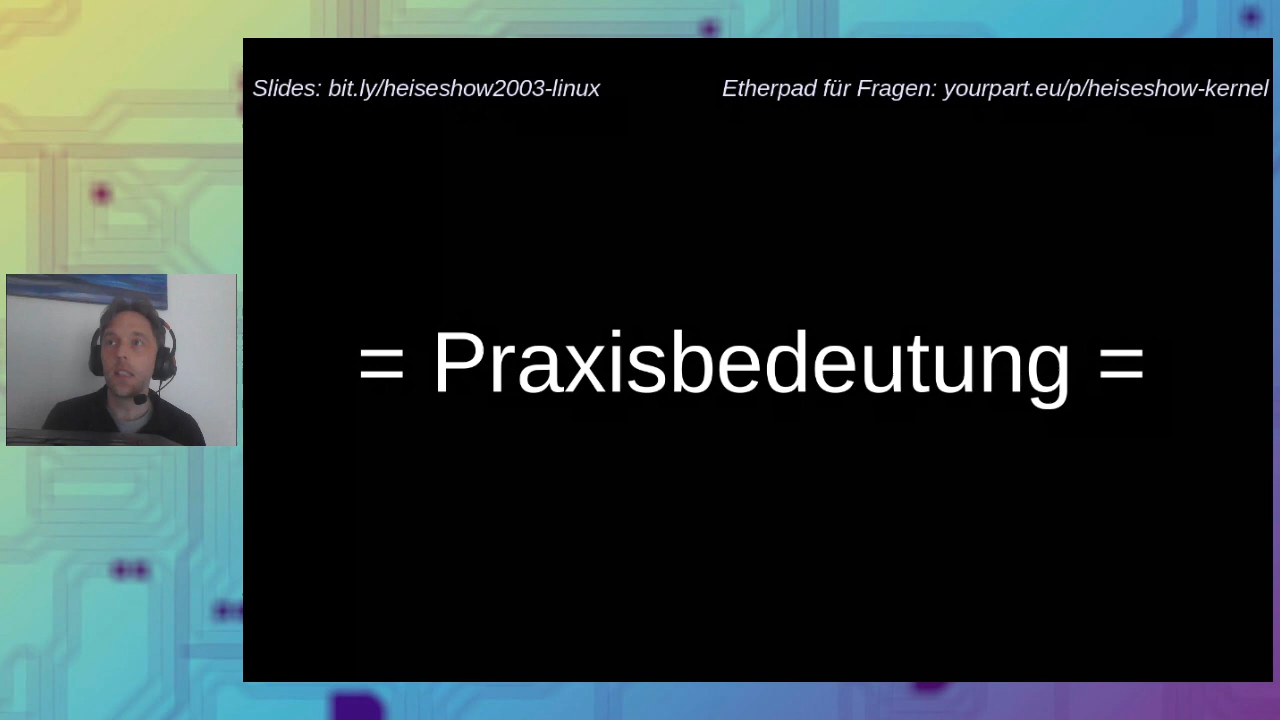 Slides: bit.ly/heiseshow2003-linux
Etherpad für Fragen: yourpart.eu/p/heiseshow-kernel
= Praxisbedeutung =